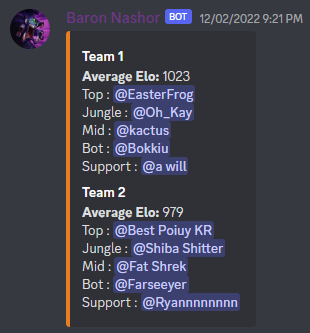 Baron Nashor BOT 12/02/2022 9:21 PM
Team 1
Average Elo: 1023
Top : @EasterFrog
Jungle : @Oh_Kay
Mid : @kactus
Bot : @Bokkiu
Support : @a will
Team 2
Average Elo: 979
Top : @Best Poiuy KR
Jungle : @Shiba Shitter
Mid : @Fat Shrek
Bot : @Farseeyer
Support : @Ryannnnnnnn